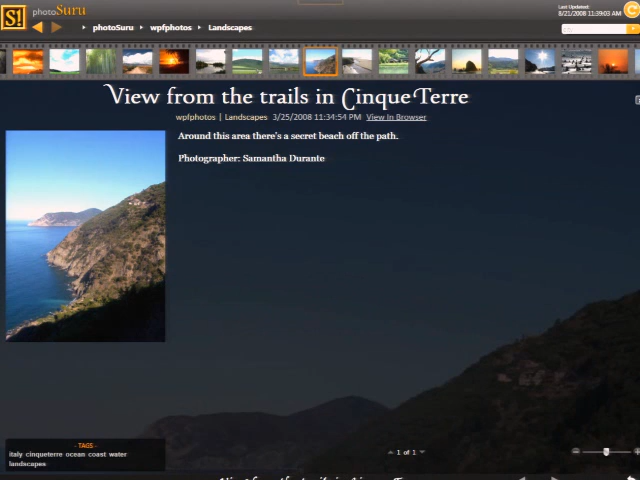 S!
photoSuru
Last Updated:
8/21/2008 11:39:03 AM
photoSuru wpfphotos Landscapes
View from the trails in Cinque Terre
wpfphotos | Landscapes 3/25/2008 11:34:54 PM View In Browser
Around this area there's a secret beach off the path.
Photographer: Samantha Durante
- TAGS -
italy cinqueterre ocean coast water
landscapes
1 of 1